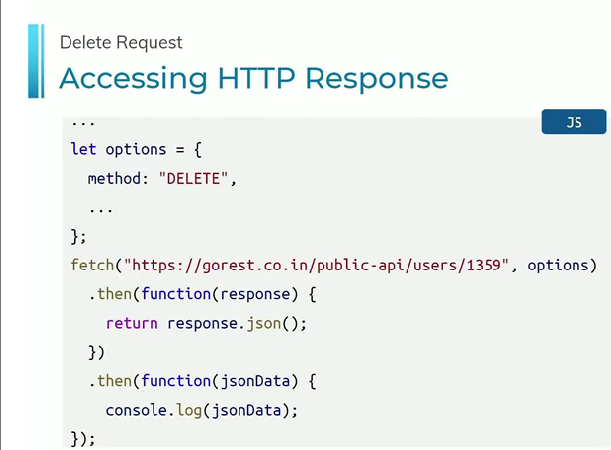 Delete Request
Accessing HTTP Response
JS
...
let options = {
  method: "DELETE",
  ...
};
fetch("https://gorest.co.in/public-api/users/1359", options)
  .then(function(response) {
    return response.json();
  })
  .then(function(jsonData) {
    console.log(jsonData);
});